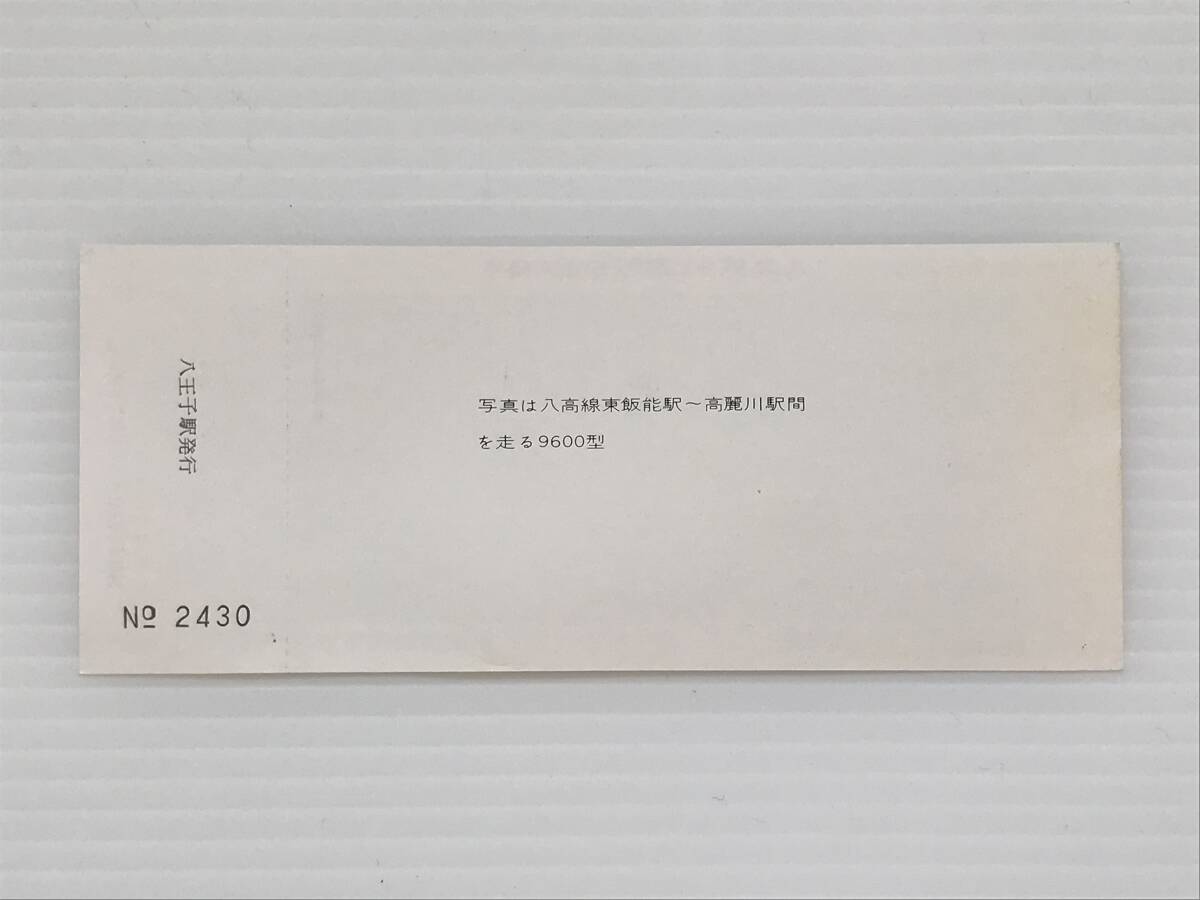 八王子駅発行
写真は八高線東飯能駅～高麗川駅間
を走る9600型
№ 2430